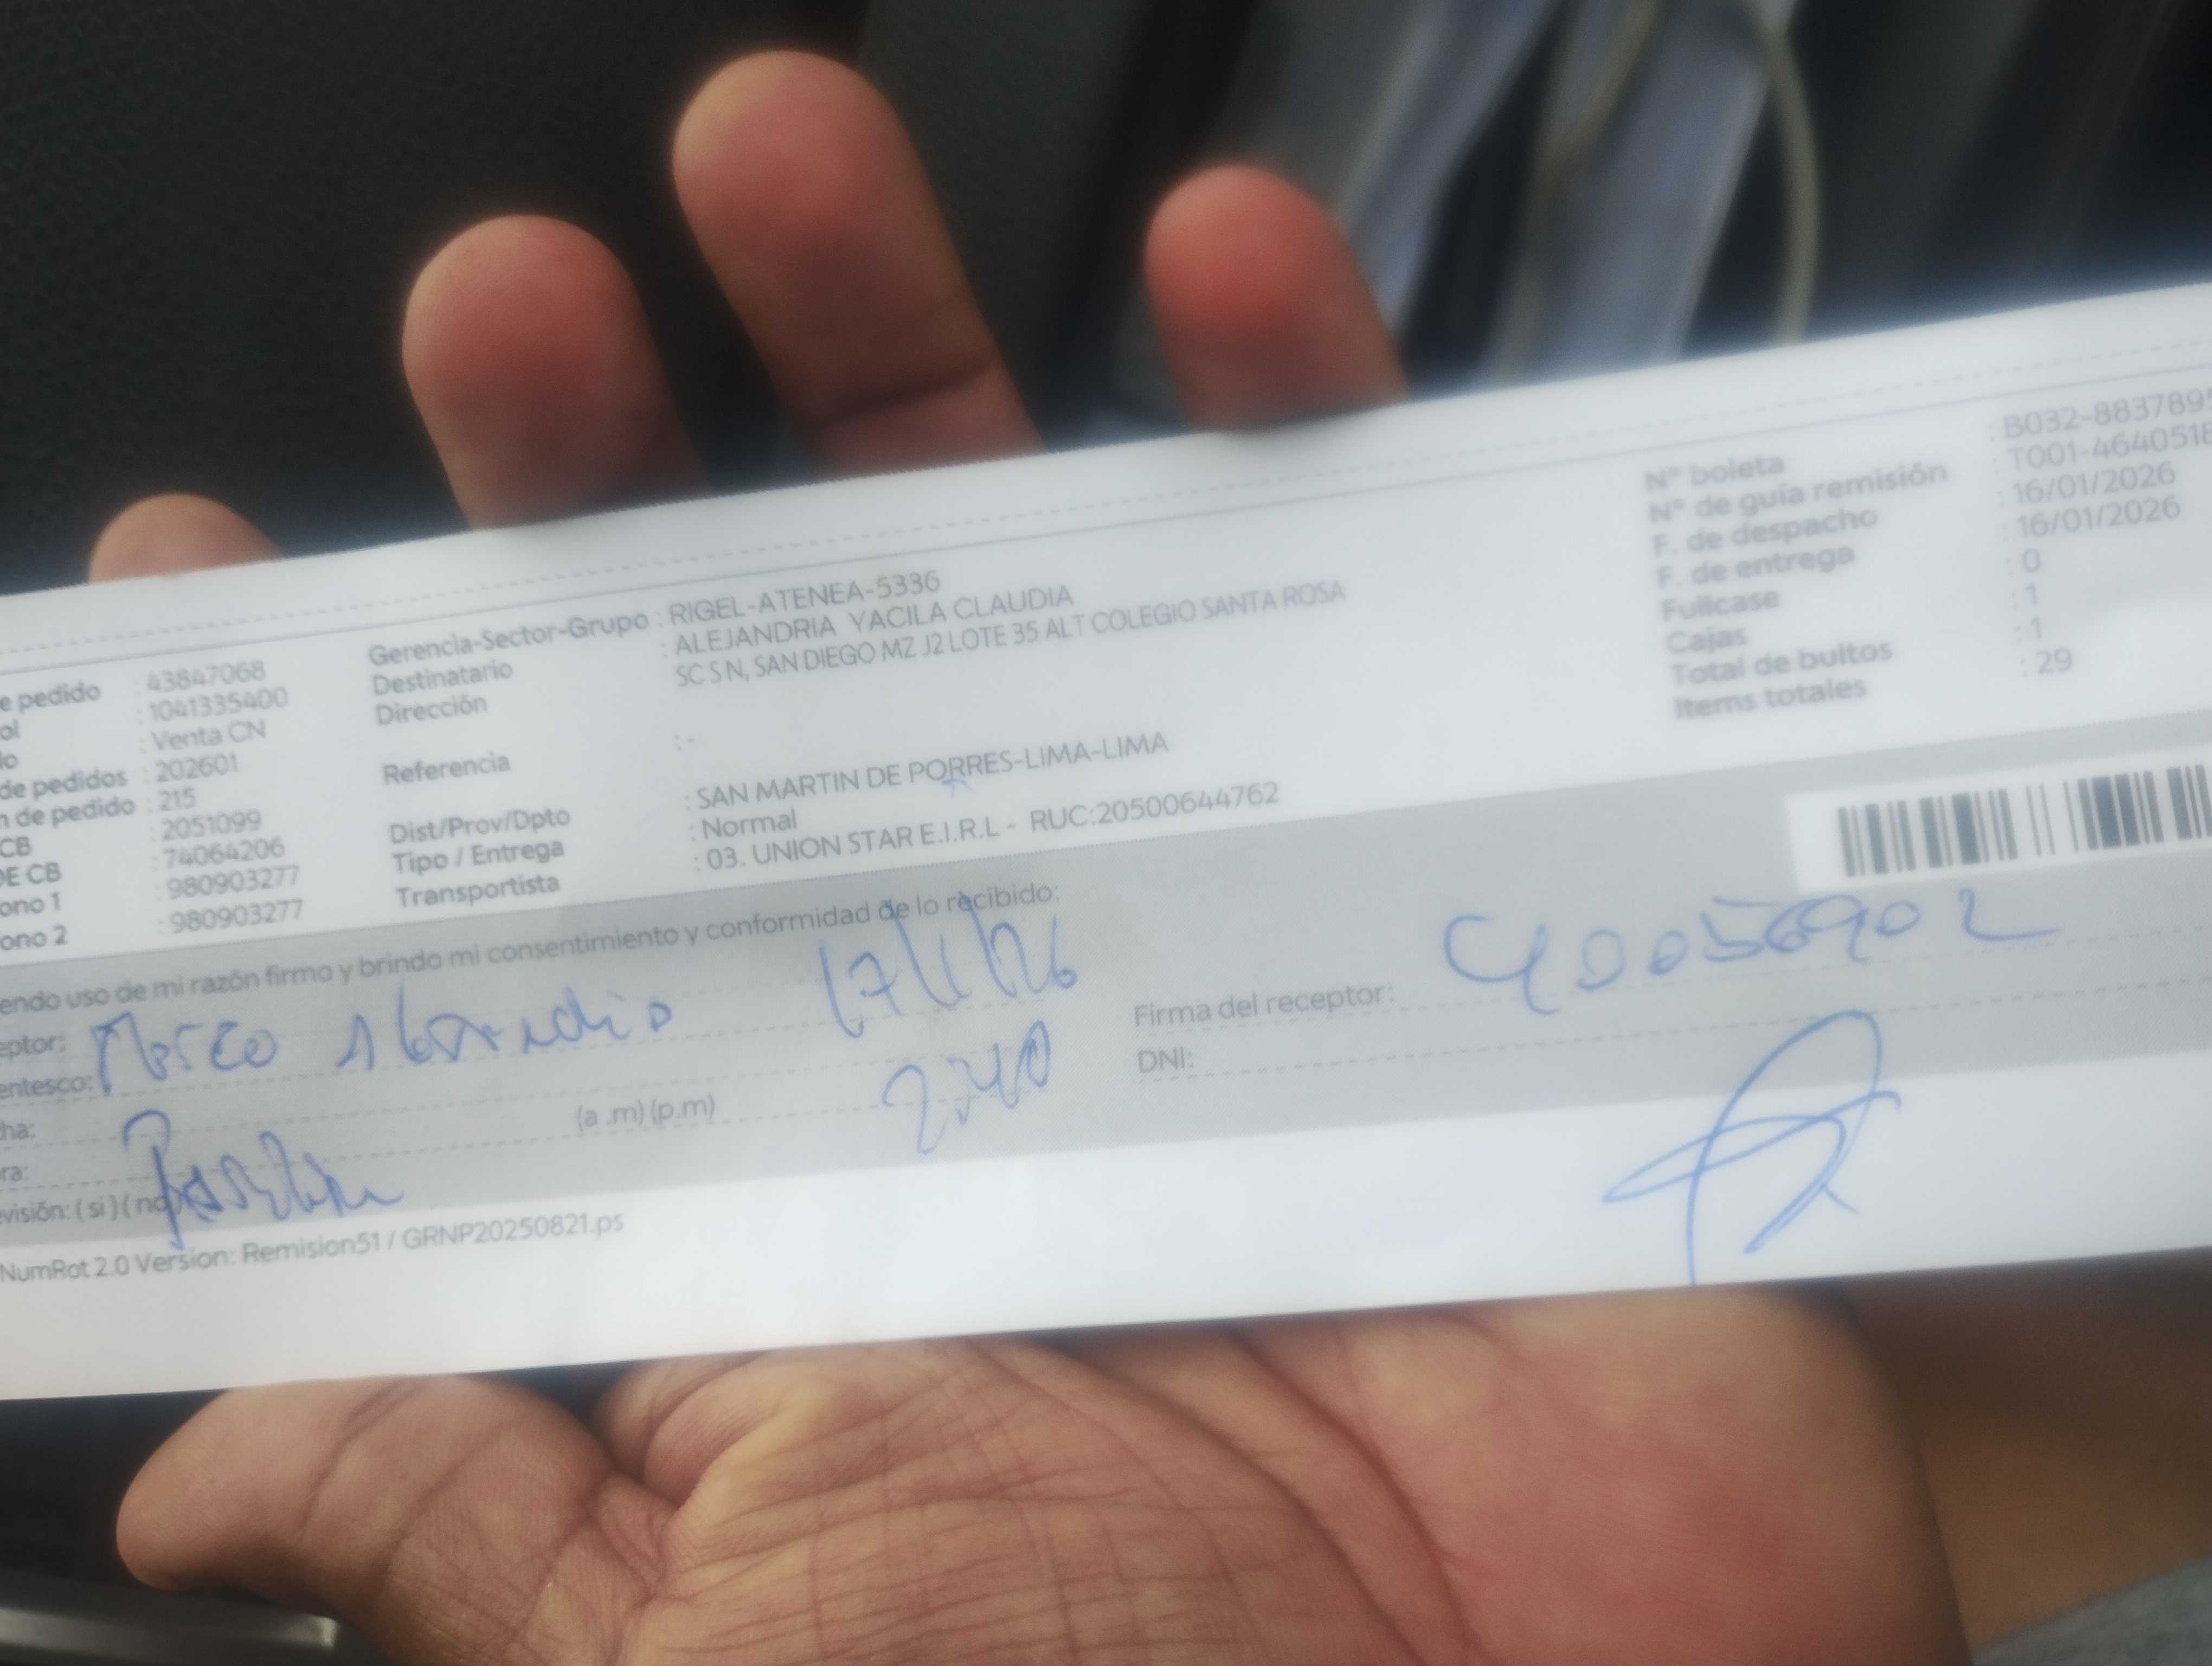 e pedido : 43847068
ol : 1041335400
do : Venta CN
de pedidos : 202601
n de pedido : 215
CB : 2051099
DE CB : 74064206
ono 1 : 980903277
ono 2 : 980903277
Gerencia-Sector-Grupo : RIGEL-ATENEA-5336
Destinatario : ALEJANDRIA YACILA CLAUDIA
Dirección SC S N, SAN DIEGO MZ J2 LOTE 35 ALT COLEGIO SANTA ROSA
Referencia : -
Dist/Prov/Dpto : SAN MARTIN DE PORRES-LIMA-LIMA
Tipo / Entrega : Normal
Transportista : 03. UNION STAR E.I.R.L - RUC:20500644762
N° boleta : B032-8837895
N° de guía remisión : T001-4640518
F. de despacho : 16/01/2026
F. de entrega : 16/01/2026
Fullcase : 0
Cajas : 1
Total de bultos : 1
Items totales : 29
endo uso de mi razón firmo y brindo mi consentimiento y conformidad de lo recibido:
eptor: Marco 17/1/26
entesco:
ha: (a .m) (p.m) 2:40
ra:
evisión: ( si ) ( no )
Firma del receptor: 40056902
DNI:
NumRot 2.0 Version: Remision51 / GRNP20250821.ps